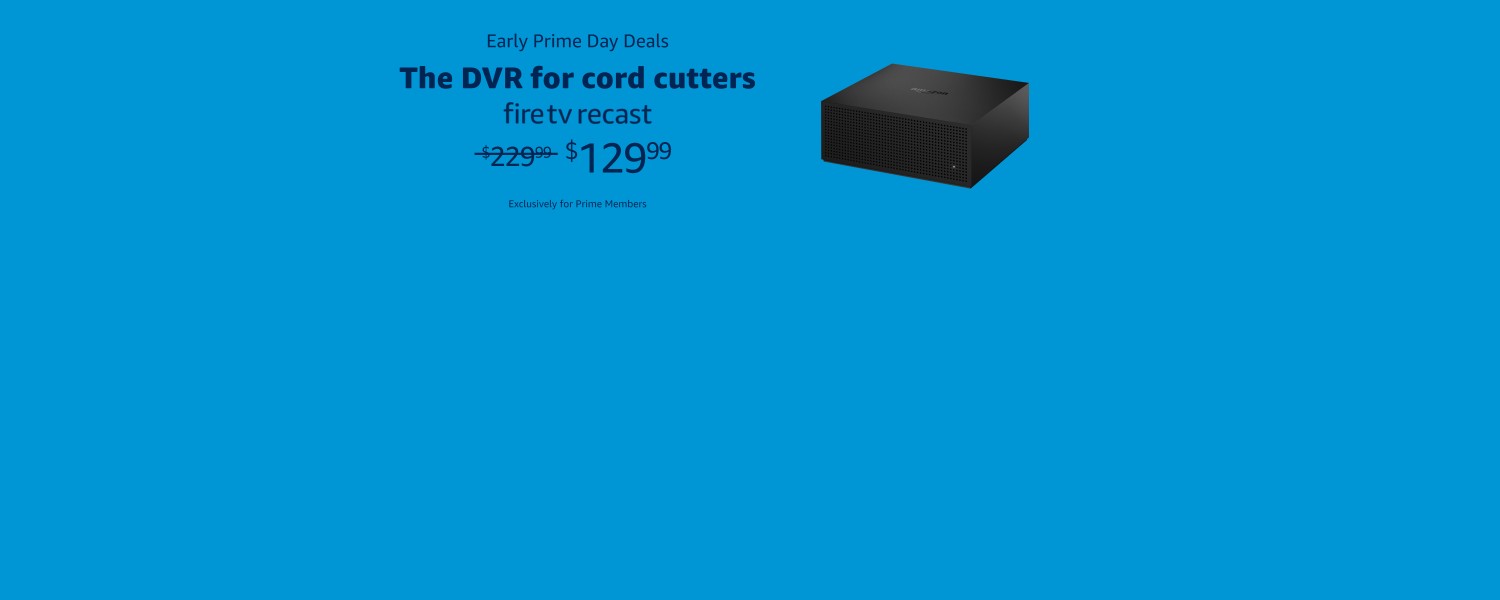 Early Prime Day Deals
The DVR for cord cutters
fire tv recast
$229.99 $129.99
Exclusively for Prime Members